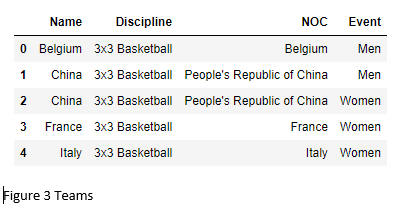 Name Discipline NOC Event
0 Belgium 3x3 Basketball Belgium Men
1 China 3x3 Basketball People's Republic of China Men
2 China 3x3 Basketball People's Republic of China Women
3 France 3x3 Basketball France Women
4 Italy 3x3 Basketball Italy Women
Figure 3 Teams